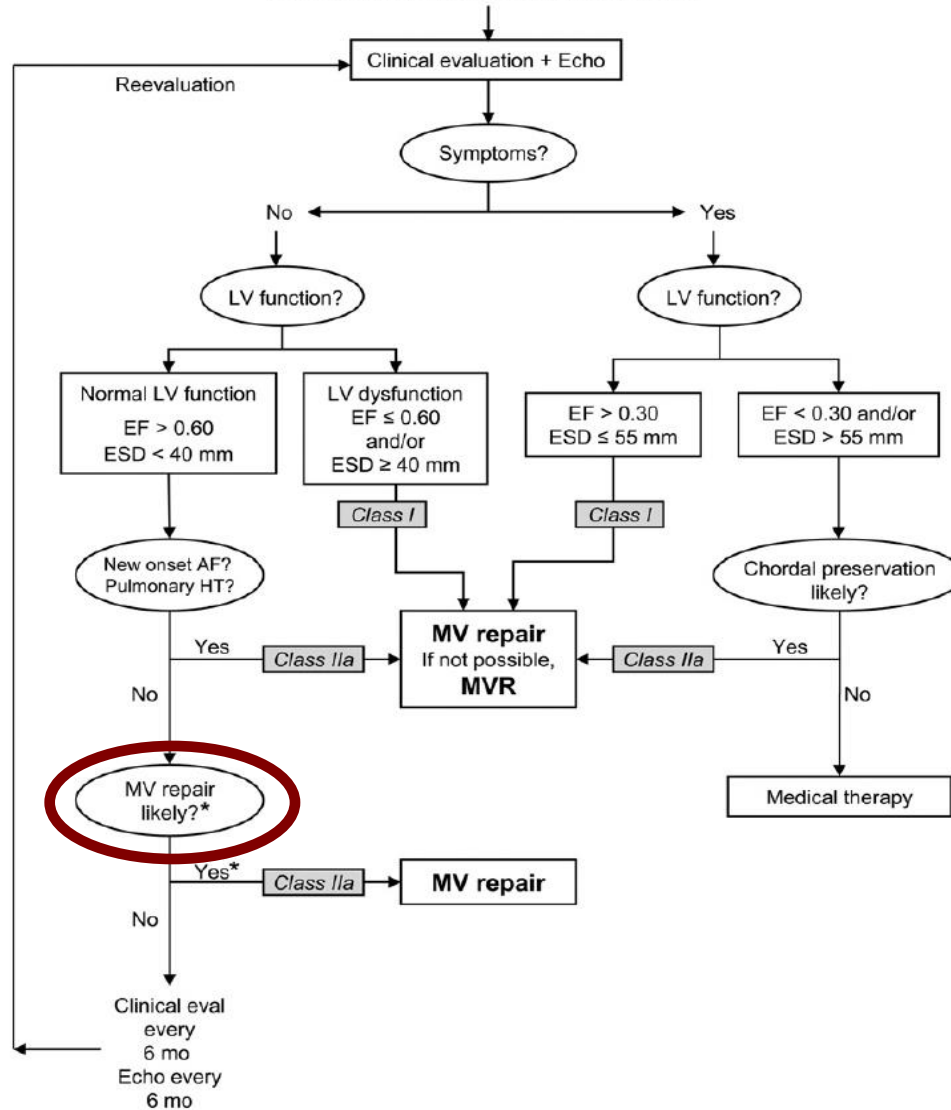 Clinical evaluation + Echo
Reevaluation
Symptoms?
No
Yes
LV function?
LV function?
Normal LV function
EF > 0.60
ESD < 40 mm
LV dysfunction
EF ≤ 0.60
and/or
ESD ≥ 40 mm
EF > 0.30
ESD ≤ 55 mm
EF < 0.30 and/or
ESD > 55 mm
Class I
Class I
New onset AF?
Pulmonary HT?
Chordal preservation
likely?
MV repair
If not possible,
MVR
Yes
Class IIa
Class IIa
Yes
No
No
MV repair
likely?*
Medical therapy
Yes*
Class IIa
MV repair
No
Clinical eval
every
6 mo
Echo every
6 mo